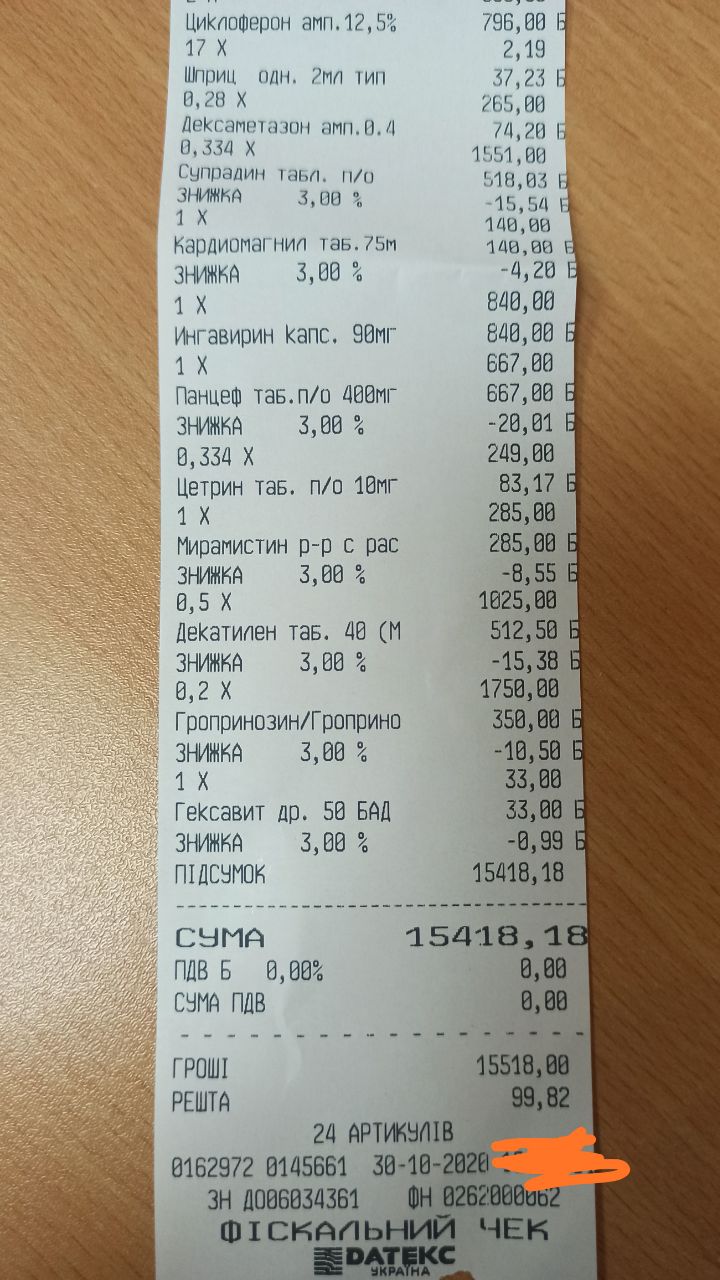 Циклоферон амп.12,5% 796,00 Б
17 X 2,19
Шприц одн. 2мл тип 37,23 Б
0,28 X 265,00
Дексаметазон амп.0.4 74,20 Б
0,334 X 1551,00
Супрадин табл. п/о 518,03 Б
ЗНИЖКА 3,00 % -15,54 Б
1 X 140,00
Кардиомагнил таб.75м 140,00 Б
ЗНИЖКА 3,00 % -4,20 Б
1 X 840,00
Ингавирин капс. 90мг 840,00 Б
1 X 667,00
Панцеф таб.п/о 400мг 667,00 Б
ЗНИЖКА 3,00 % -20,01 Б
0,334 X 249,00
Цетрин таб. п/о 10мг 83,17 Б
1 X 285,00
Мирамистин р-р с рас 285,00 Б
ЗНИЖКА 3,00 % -8,55 Б
0,5 X 1025,00
Декатилен таб. 40 (М 512,50 Б
ЗНИЖКА 3,00 % -15,38 Б
0,2 X 1750,00
Гропринозин/Гроприно 350,00 Б
ЗНИЖКА 3,00 % -10,50 Б
1 X 33,00
Гексавит др. 50 БАД 33,00 Б
ЗНИЖКА 3,00 % -0,99 Б
ПІДСУМОК 15418,18
СУМА 15418,18
ПДВ Б 0,00% 0,00
СУМА ПДВ 0,00
ГРОШІ 15518,00
РЕШТА 99,82
24 АРТИКУЛІВ
0162972 0145661 30-10-2020
ЗН ДО06034361 ФН 0262000062
ФІСКАЛЬНИЙ ЧЕК
DATEКС
УКРАЇНА